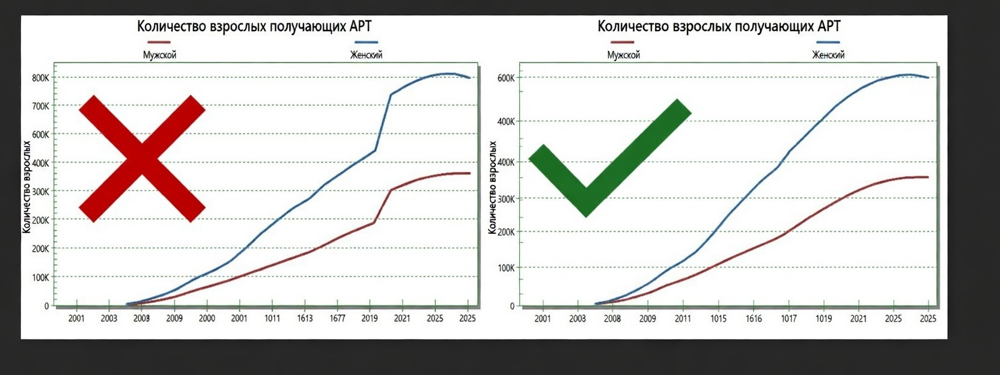 Количество взрослых получающих АРТ
Мужской
Женский
Количество взрослых
800K
700K
600K
400K
300K
200K
200K
100K
0
2001 2003 2008 2009 2000 2001 1011 1613 1677 2019 2021 2025 2025
Количество взрослых получающих АРТ
Мужской
Женский
Количество взрослых
600K
400K
400K
300K
200K
100K
0
2001 2003 2008 2009 2011 1015 1616 1017 1019 2021 2025 2025